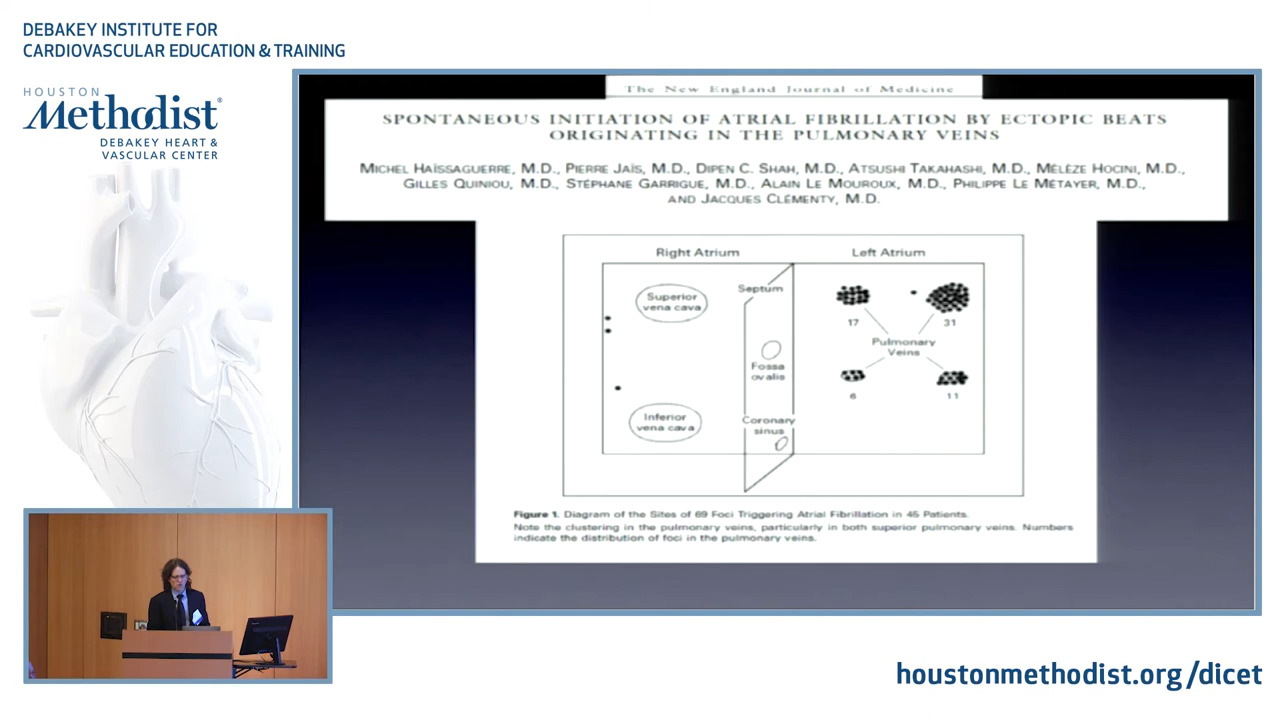 DEBAKEY INSTITUTE FOR
CARDIOVASCULAR EDUCATION & TRAINING
HOUSTON
Methodist®
DEBAKEY HEART &
VASCULAR CENTER
The New England Journal of Medicine
SPONTANEOUS INITIATION OF ATRIAL FIBRILLATION BY ECTOPIC BEATS
ORIGINATING IN THE PULMONARY VEINS
MICHEL HAÏSSAGUERRE, M.D., PIERRE JAÏS, M.D., DIPEN C. SHAH, M.D., ATSUSHI TAKAHASHI, M.D., MÉLÈZE HOCINI, M.D.,
GILLES QUINIOU, M.D., STÉPHANE GARRIGUE, M.D., ALAIN LE MOUROUX, M.D., PHILIPPE LE MÉTAYER, M.D.,
AND JACQUES CLÉMENTY, M.D.
Right Atrium
Left Atrium
Superior
vena cava
Septum
17
31
Pulmonary
Veins
Fossa
ovalis
6
11
Inferior
vena cava
Coronary
sinus
Figure 1. Diagram of the Sites of 69 Foci Triggering Atrial Fibrillation in 45 Patients.
Note the clustering in the pulmonary veins, particularly in both superior pulmonary veins. Numbers
indicate the distribution of foci in the pulmonary veins.
houstonmethodist.org/dicet